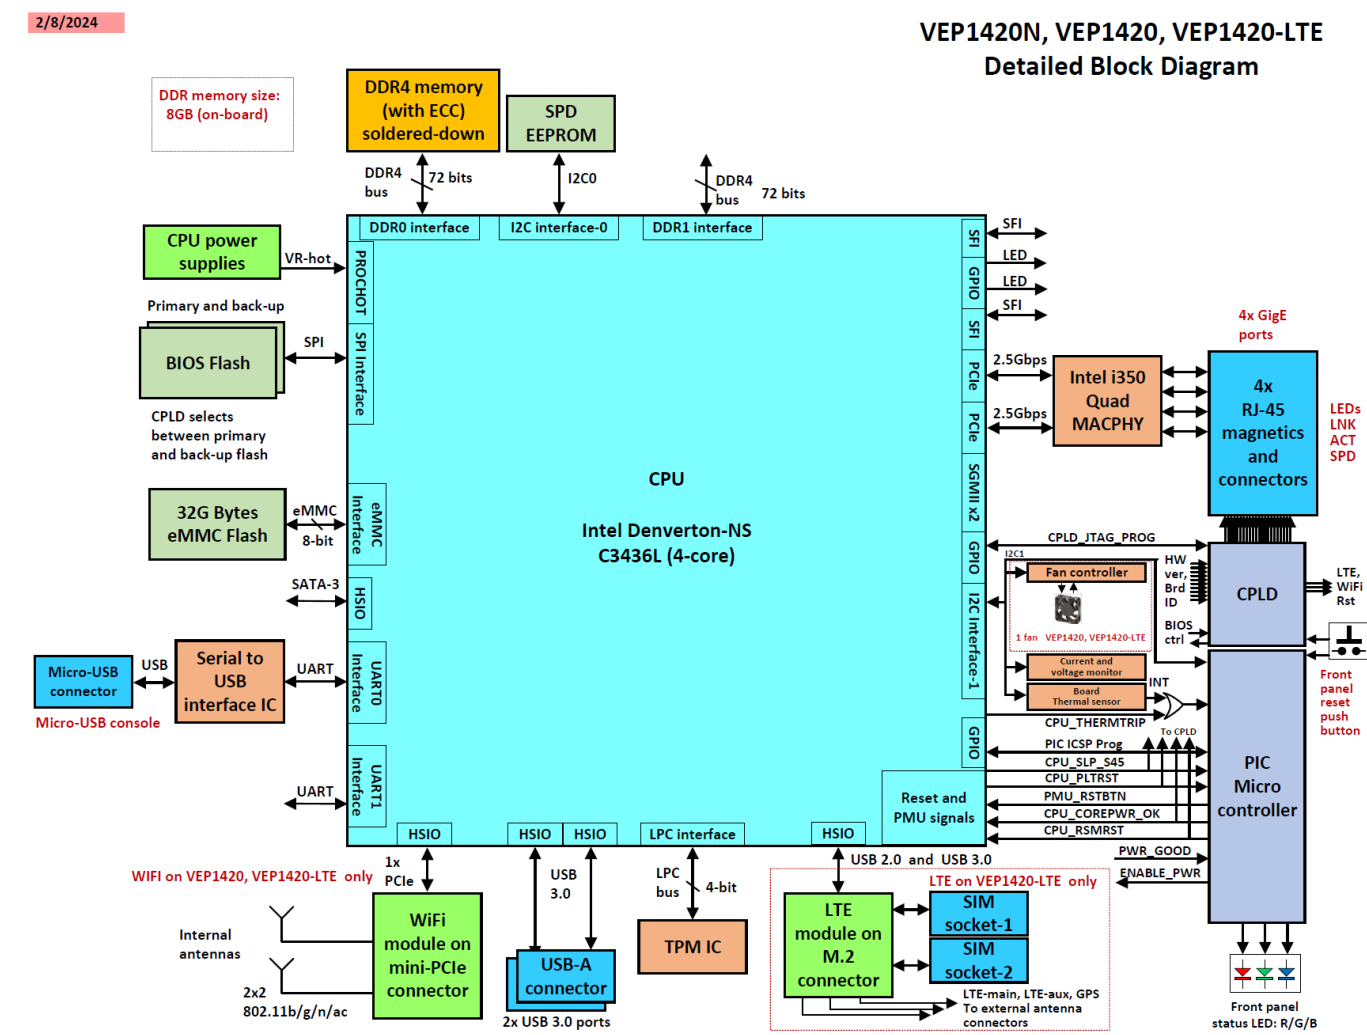 2/8/2024
VEP1420N, VEP1420, VEP1420-LTE
Detailed Block Diagram
DDR memory size:
8GB (on-board)
DDR4 memory
(with ECC)
soldered-down
SPD
EEPROM
DDR4
bus
72 bits
I2C0
DDR4
bus
72 bits
DDR0 interface
I2C interface-0
DDR1 interface
CPU power
supplies
VR-hot
PROCHOT
Primary and back-up
BIOS Flash
SPI
SPI Interface
CPLD selects
between primary
and back-up flash
32G Bytes
eMMC Flash
eMMC
8-bit
eMMC
Interface
SATA-3
HSIO
Micro-USB
connector
USB
Serial to
USB
interface IC
UART
UART0
Interface
Micro-USB console
UART
UART1
Interface
CPU
Intel Denverton-NS
C3436L (4-core)
SFI
SFI
LED
GPIO
LED
SFI
SFI
PCIe
2.5Gbps
PCIe
2.5Gbps
SGMII x2
GPIO
I2C Interface-1
GPIO
Intel i350
Quad
MACPHY
4x GigE
ports
4x
RJ-45
magnetics
and
connectors
LEDs
LNK
ACT
SPD
CPLD_JTAG_PROG
I2C1
Fan controller
1 fan VEP1420, VEP1420-LTE
Current and
voltage monitor
Board
Thermal sensor
INT
HW
ver,
Brd
ID
BIOS
ctrl
CPLD
LTE,
WiFi
Rst
Front
panel
reset
push
button
CPU_THERMTRIP
To CPLD
PIC ICSP Prog
CPU_SLP_S45
CPU_PLTRST
PMU_RSTBTN
CPU_COREPWR_OK
CPU_RSMRST
PWR_GOOD
ENABLE_PWR
PIC
Micro
controller
Reset and
PMU signals
HSIO
HSIO
HSIO
LPC interface
HSIO
1x
PCIe
USB
3.0
LPC
bus
4-bit
USB 2.0 and USB 3.0
WIFI on VEP1420, VEP1420-LTE only
Internal
antennas
2x2
802.11b/g/n/ac
WiFi
module on
mini-PCIe
connector
USB-A
connector
2x USB 3.0 ports
TPM IC
LTE on VEP1420-LTE only
LTE
module on
M.2
connector
SIM
socket-1
SIM
socket-2
LTE-main, LTE-aux, GPS
To external antenna
connectors
Front panel
status LED: R/G/B